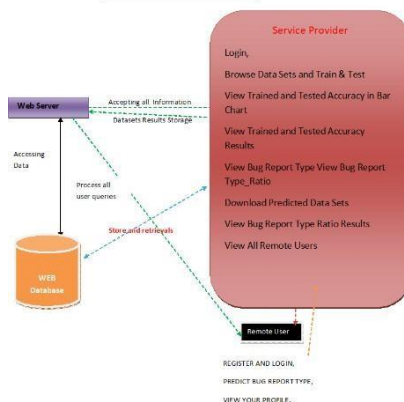 Service Provider
Login,
Browse Data Sets and Train & Test
View Trained and Tested Accuracy in Bar
Chart
View Trained and Tested Accuracy
Results
View Bug Report Type View Bug Report
Type_Ratio
Download Predicted Data Sets
View Bug Report Type Ratio Results
View All Remote Users
Accepting all Information
Web Server
Datasets Results Storage
Accessing
Data
Process all
user queries
Store and retrievals
WEB
Database
Remote User
REGISTER AND LOGIN,
PREDICT BUG REPORT TYPE,
VIEW YOUR PROFILE.